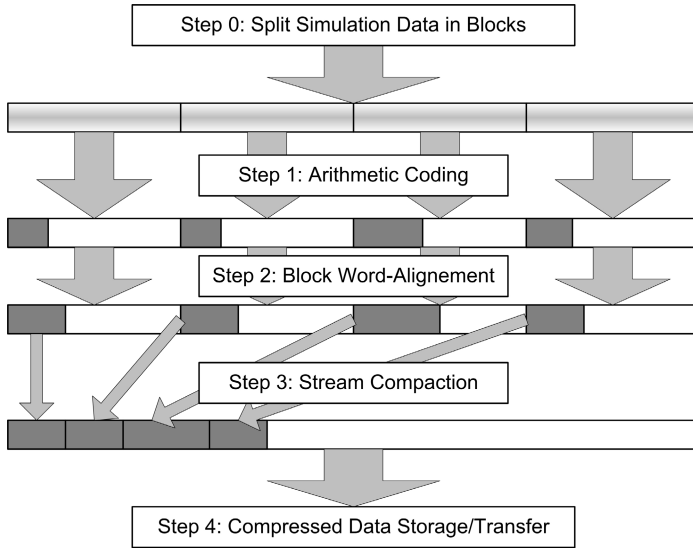 Step 0: Split Simulation Data in Blocks
Step 1: Arithmetic Coding
Step 2: Block Word-Alignement
Step 3: Stream Compaction
Step 4: Compressed Data Storage/Transfer